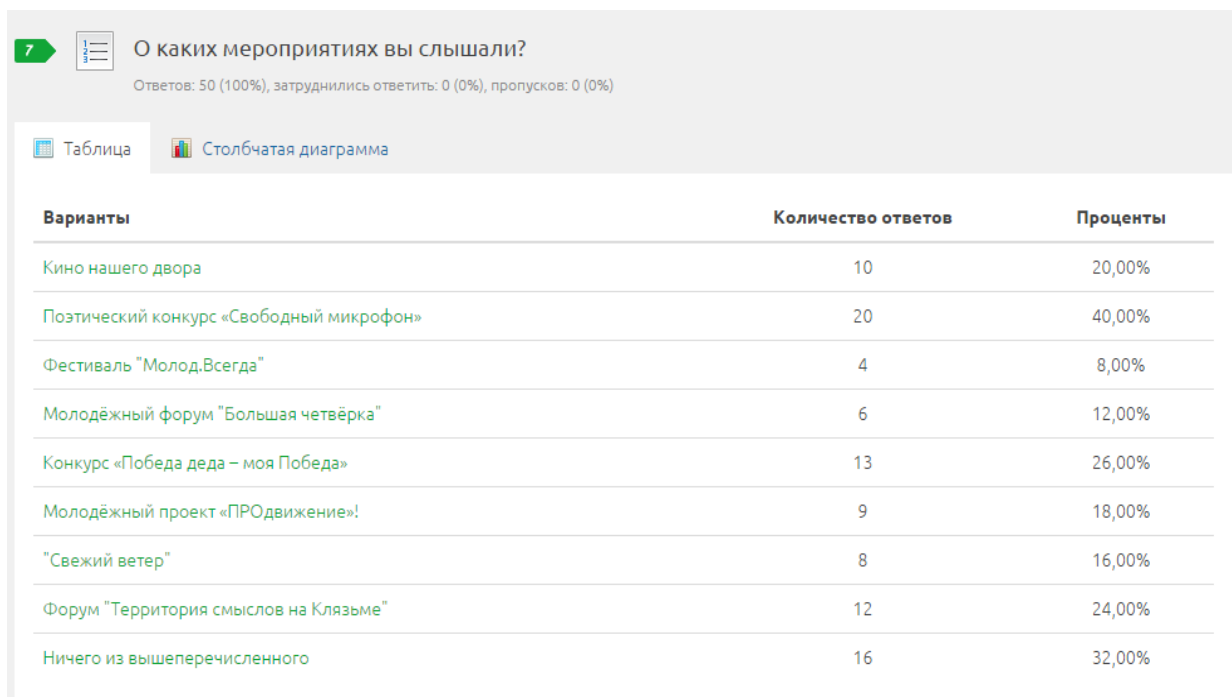 7 О каких мероприятиях вы слышали?
Ответов: 50 (100%), затруднились ответить: 0 (0%), пропусков: 0 (0%)
Таблица Столбчатая диаграмма
Варианты Количество ответов Проценты
Кино нашего двора 10 20,00%
Поэтический конкурс «Свободный микрофон» 20 40,00%
Фестиваль "Молод.Всегда" 4 8,00%
Молодёжный форум "Большая четвёрка" 6 12,00%
Конкурс «Победа деда – моя Победа» 13 26,00%
Молодёжный проект «ПРОдвижение»! 9 18,00%
"Свежий ветер" 8 16,00%
Форум "Территория смыслов на Клязьме" 12 24,00%
Ничего из вышеперечисленного 16 32,00%